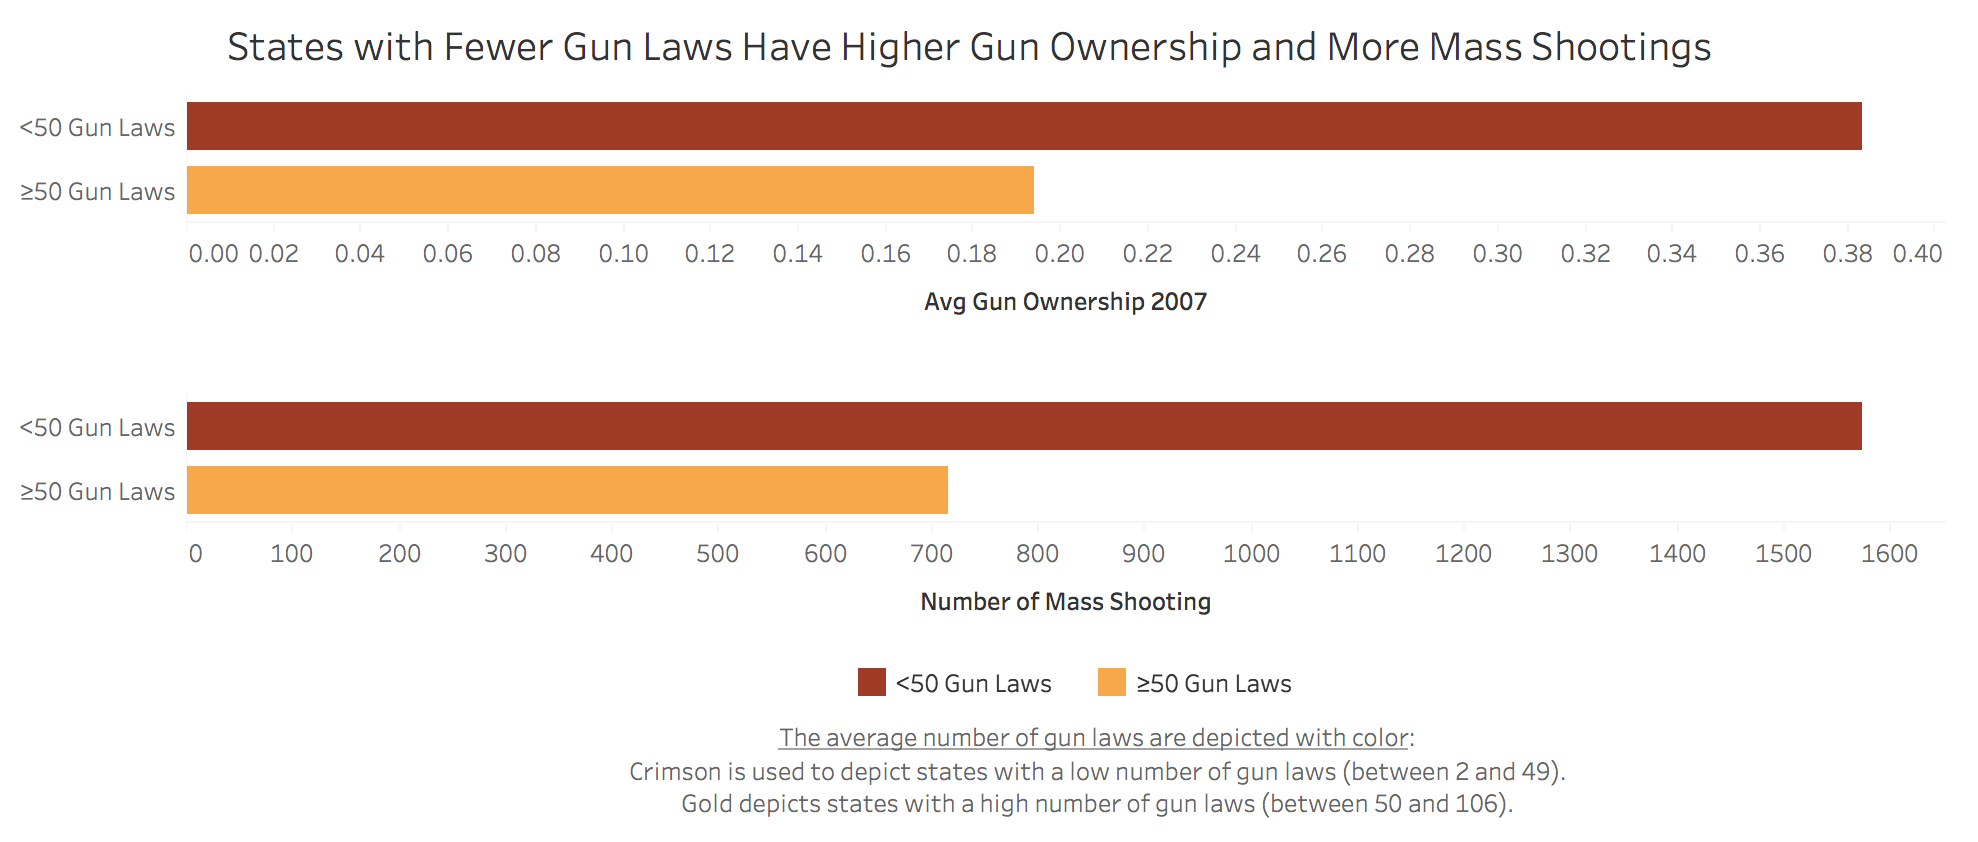 States with Fewer Gun Laws Have Higher Gun Ownership and More Mass Shootings
<50 Gun Laws
≥50 Gun Laws
0.00 0.02 0.04 0.06 0.08 0.10 0.12 0.14 0.16 0.18 0.20 0.22 0.24 0.26 0.28 0.30 0.32 0.34 0.36 0.38 0.40
Avg Gun Ownership 2007
<50 Gun Laws
≥50 Gun Laws
0 100 200 300 400 500 600 700 800 900 1000 1100 1200 1300 1400 1500 1600
Number of Mass Shooting
<50 Gun Laws ≥50 Gun Laws
The average number of gun laws are depicted with color:
Crimson is used to depict states with a low number of gun laws (between 2 and 49).
Gold depicts states with a high number of gun laws (between 50 and 106).